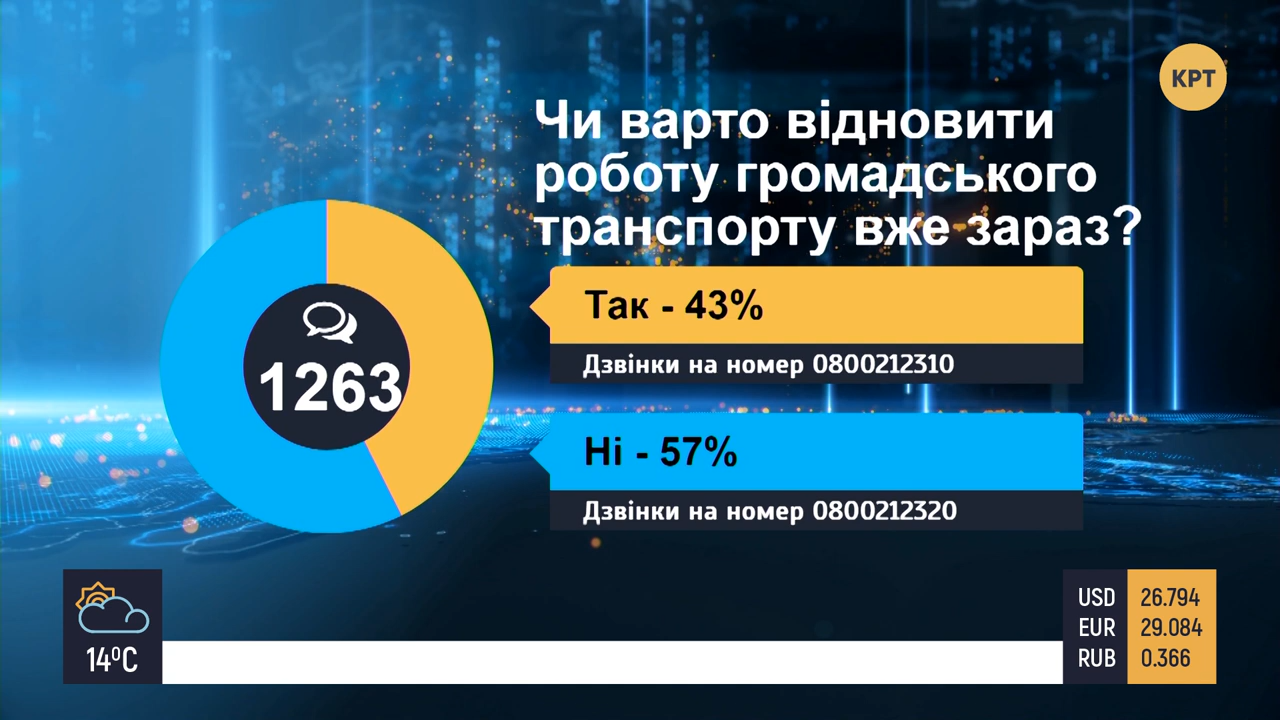 КРТ
Чи варто відновити
роботу громадського
транспорту вже зараз?
1263
Так - 43%
Дзвінки на номер 0800212310
Ні - 57%
Дзвінки на номер 0800212320
14⁰C
USD 26.794
EUR 29.084
RUB 0.366